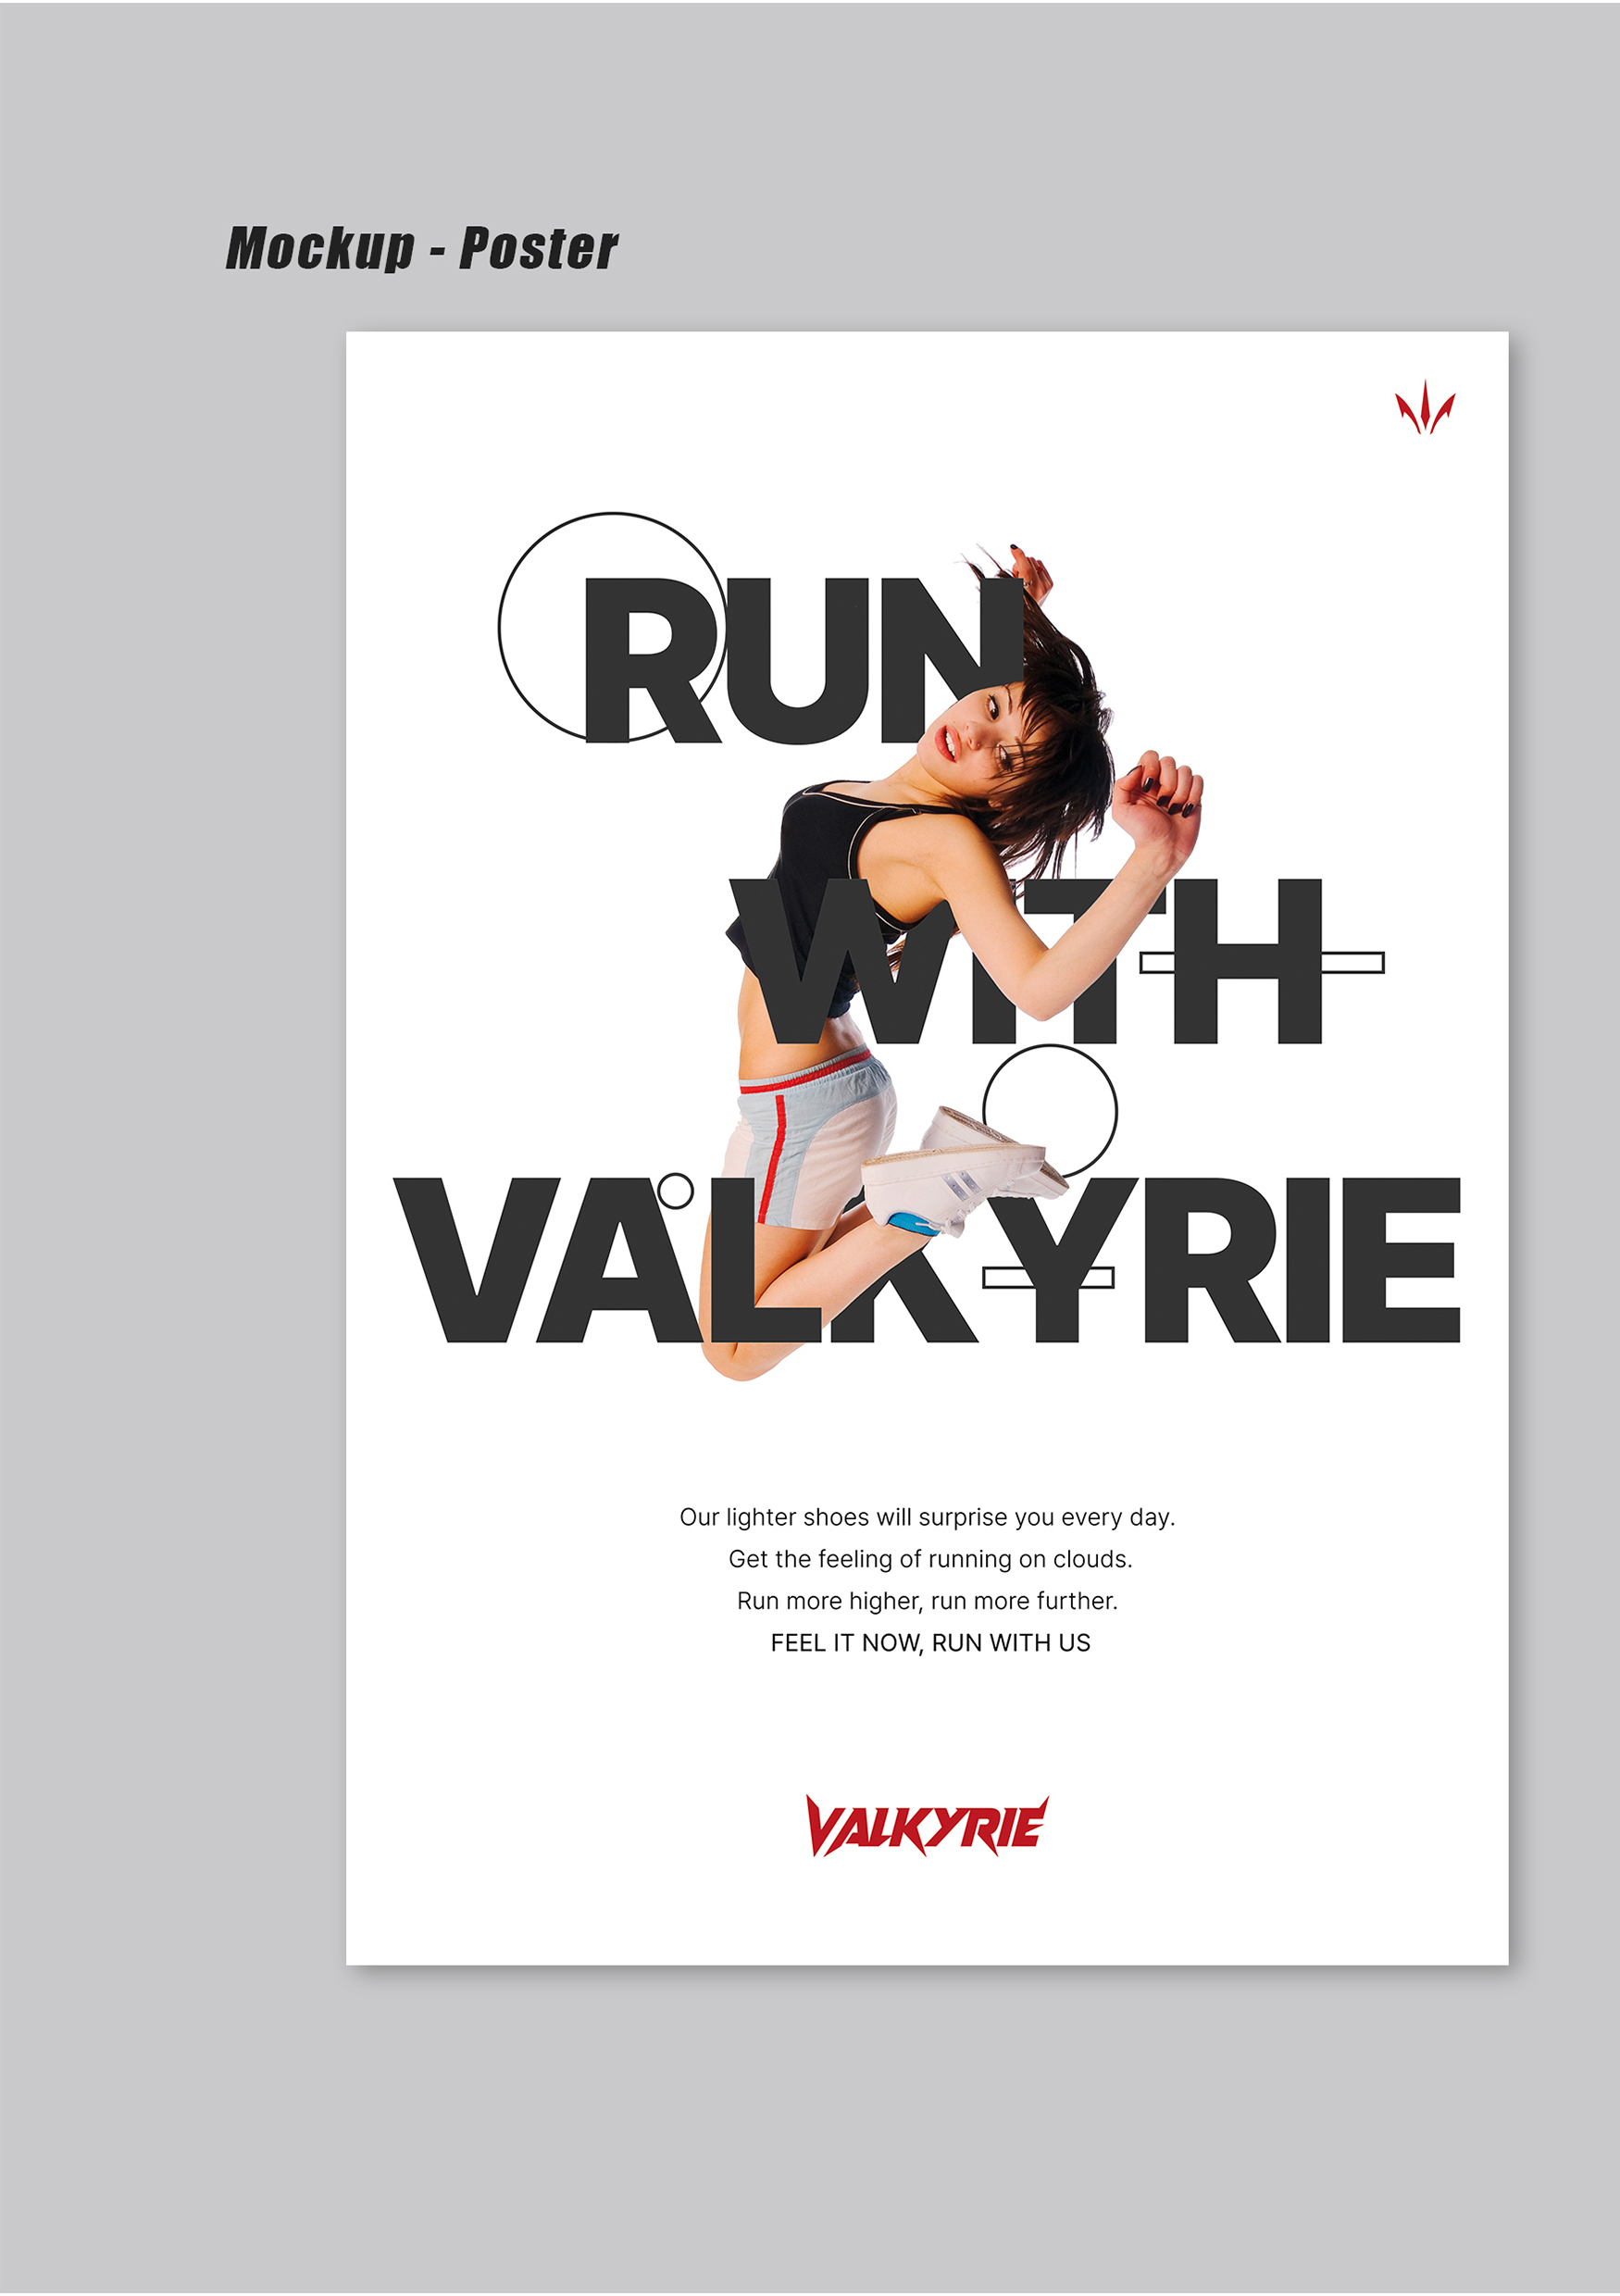 Mockup - Poster
RUN
WITH
VALKYRIE
Our lighter shoes will surprise you every day.
Get the feeling of running on clouds.
Run more higher, run more further.
FEEL IT NOW, RUN WITH US
VALKYRIE